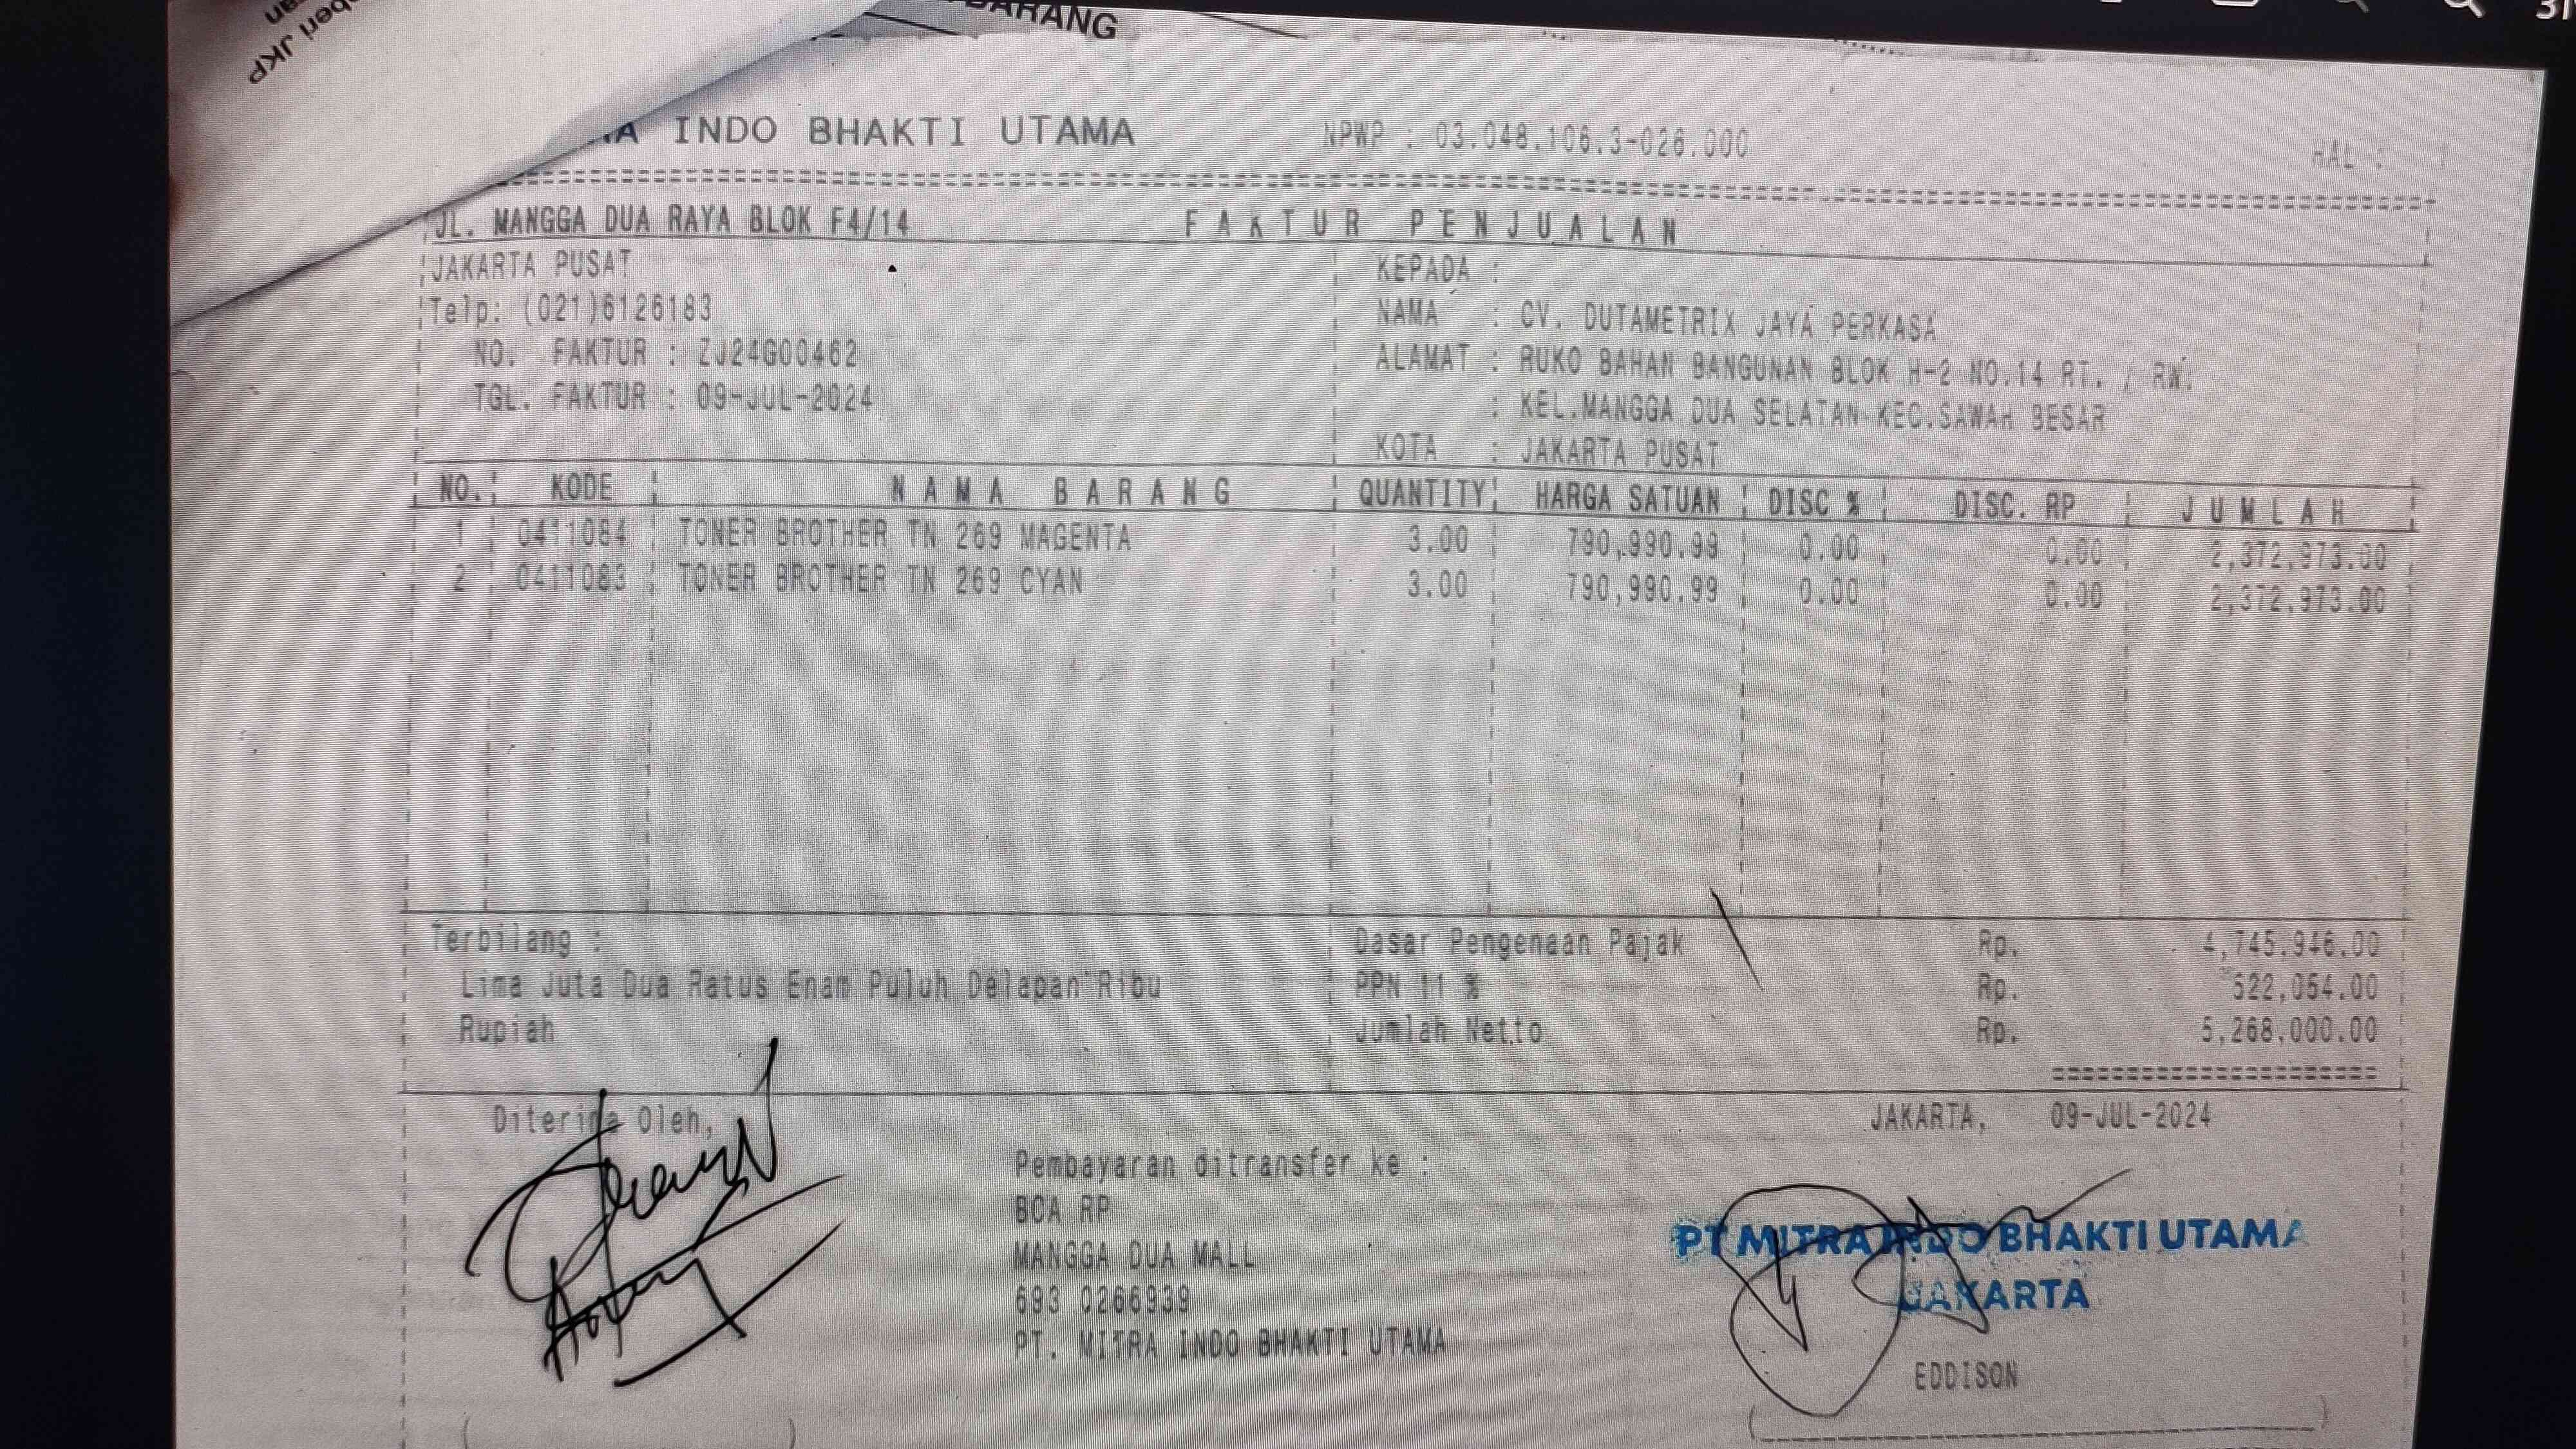 beri JKP
BARANG
INDO BHAKTI UTAMA NPWP : 03.048.106.3-026.000 HAL : 1
JL. MANGGA DUA RAYA BLOK F4/14 FAKTUR PENJUALAN
JAKARTA PUSAT KEPADA :
Telp: (021)6126183 NAMA : CV. DUTAMETRIX JAYA PERKASA
NO. FAKTUR : ZJ24G00462 ALAMAT : RUKO BAHAN BANGUNAN BLOK H-2 NO.14 RT. / RW.
TGL. FAKTUR : 09-JUL-2024 : KEL.MANGGA DUA SELATAN KEC.SAWAH BESAR
KOTA : JAKARTA PUSAT
NO. KODE NAMA BARANG QUANTITY HARGA SATUAN DISC % DISC. RP JUMLAH
1 0411084 TONER BROTHER TN 269 MAGENTA 3.00 790,990.99 0.00 0.00 2,372,973.00
2 0411083 TONER BROTHER TN 269 CYAN 3.00 790,990.99 0.00 0.00 2,372,973.00
Terbilang : Dasar Pengenaan Pajak Rp. 4,745,946.00
Lima Juta Dua Ratus Enam Puluh Delapan Ribu PPN 11 % Rp. 522,054.00
Rupiah Jumlah Netto Rp. 5,268,000.00
Diterima Oleh, JAKARTA, 09-JUL-2024
Pembayaran ditransfer ke :
BCA RP
MANGGA DUA MALL
693 0266939
PT. MITRA INDO BHAKTI UTAMA
PT MITRA INDO BHAKTI UTAMA
JAKARTA
EDDISON